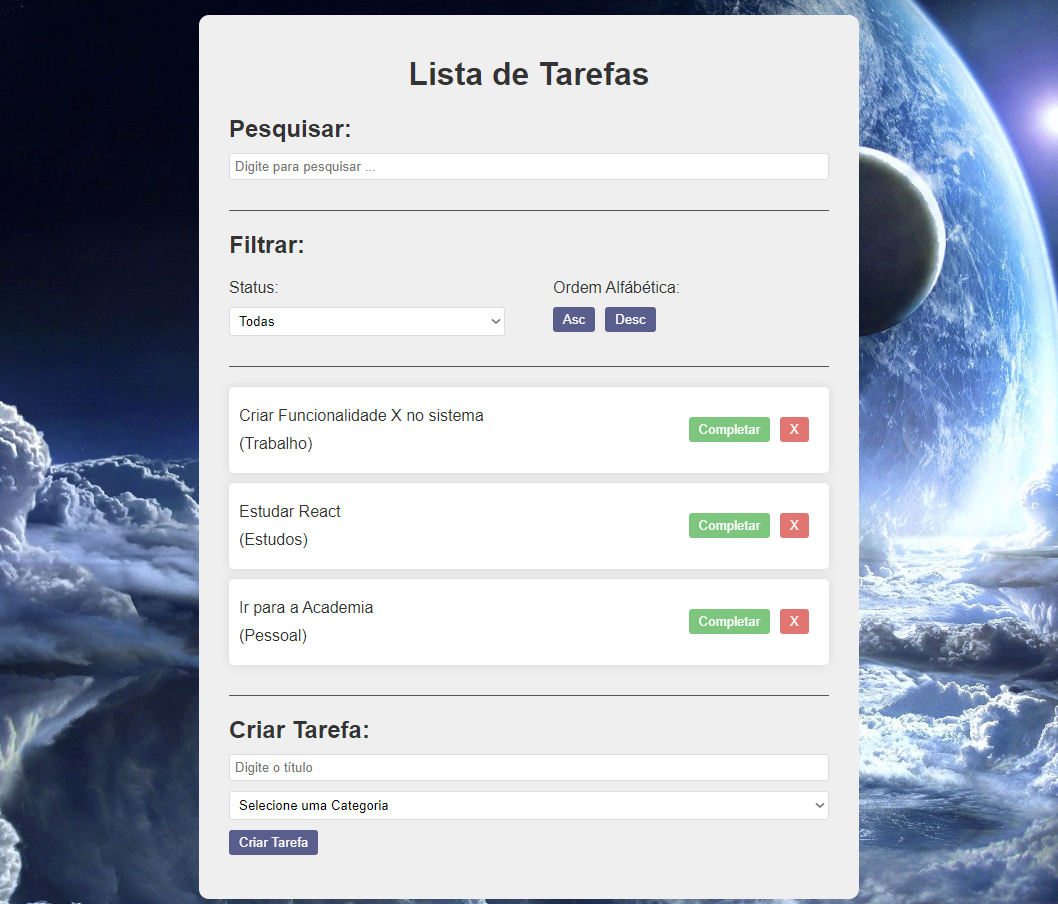 Lista de Tarefas
Pesquisar:
Digite para pesquisar ...
Filtrar:
Status:
Todas
Ordem Alfábética:
Asc Desc
Criar Funcionalidade X no sistema
(Trabalho)
Completar X
Estudar React
(Estudos)
Completar X
Ir para a Academia
(Pessoal)
Completar X
Criar Tarefa:
Digite o título
Selecione uma Categoria
Criar Tarefa